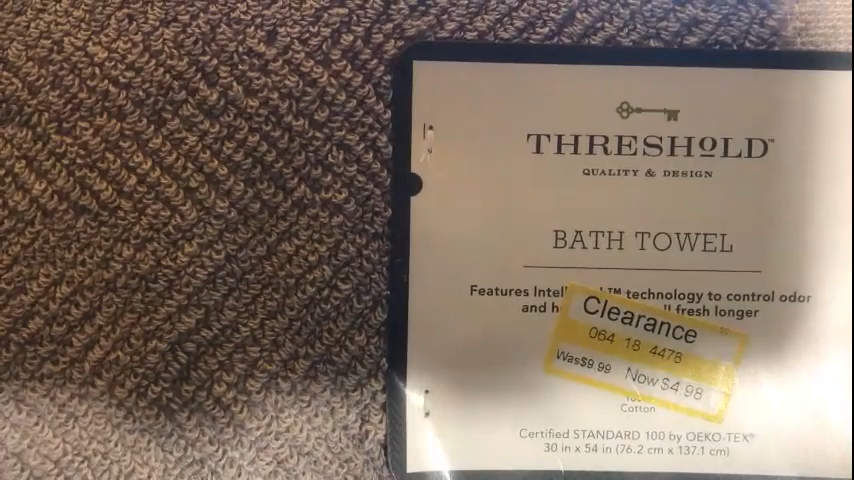 THRESHOLD™
QUALITY & DESIGN
BATH TOWEL
Features technology to control odor
and fresh longer
Clearance
064 18 4478
Was$9.99 Now$4.98
Cotton
Certified STANDARD 100 by OEKO-TEX®
30 in x 54 in (76.2 cm x 137.1 cm)